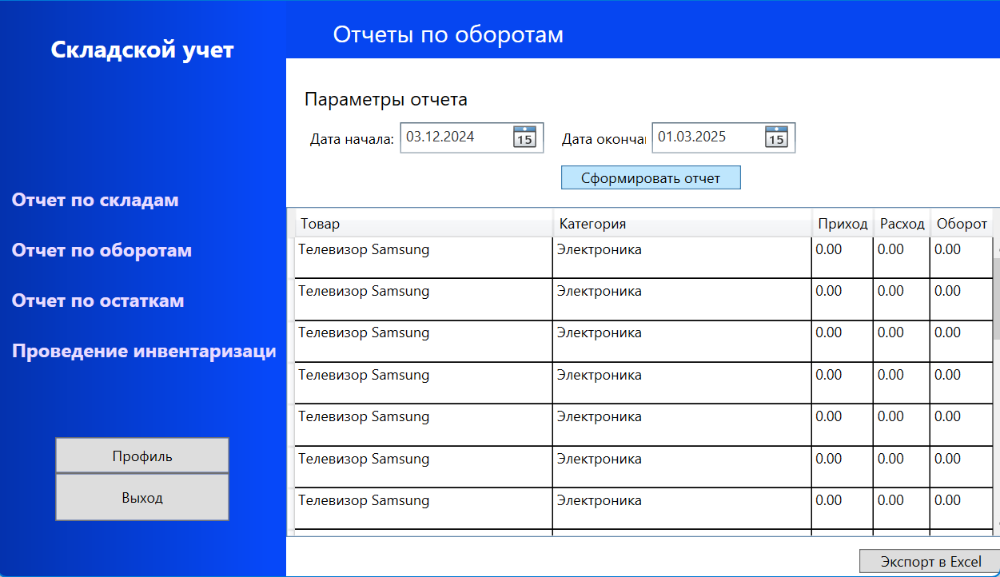 Складской учет
Отчет по складам
Отчет по оборотам
Отчет по остаткам
Проведение инвентаризаци
Профиль
Выход
Отчеты по оборотам
Параметры отчета
Дата начала: 03.12.2024 15 Дата оконча 01.03.2025 15
Сформировать отчет
Товар Категория Приход Расход Оборот
Телевизор Samsung Электроника 0.00 0.00 0.00
Телевизор Samsung Электроника 0.00 0.00 0.00
Телевизор Samsung Электроника 0.00 0.00 0.00
Телевизор Samsung Электроника 0.00 0.00 0.00
Телевизор Samsung Электроника 0.00 0.00 0.00
Телевизор Samsung Электроника 0.00 0.00 0.00
Телевизор Samsung Электроника 0.00 0.00 0.00
Экспорт в Excel